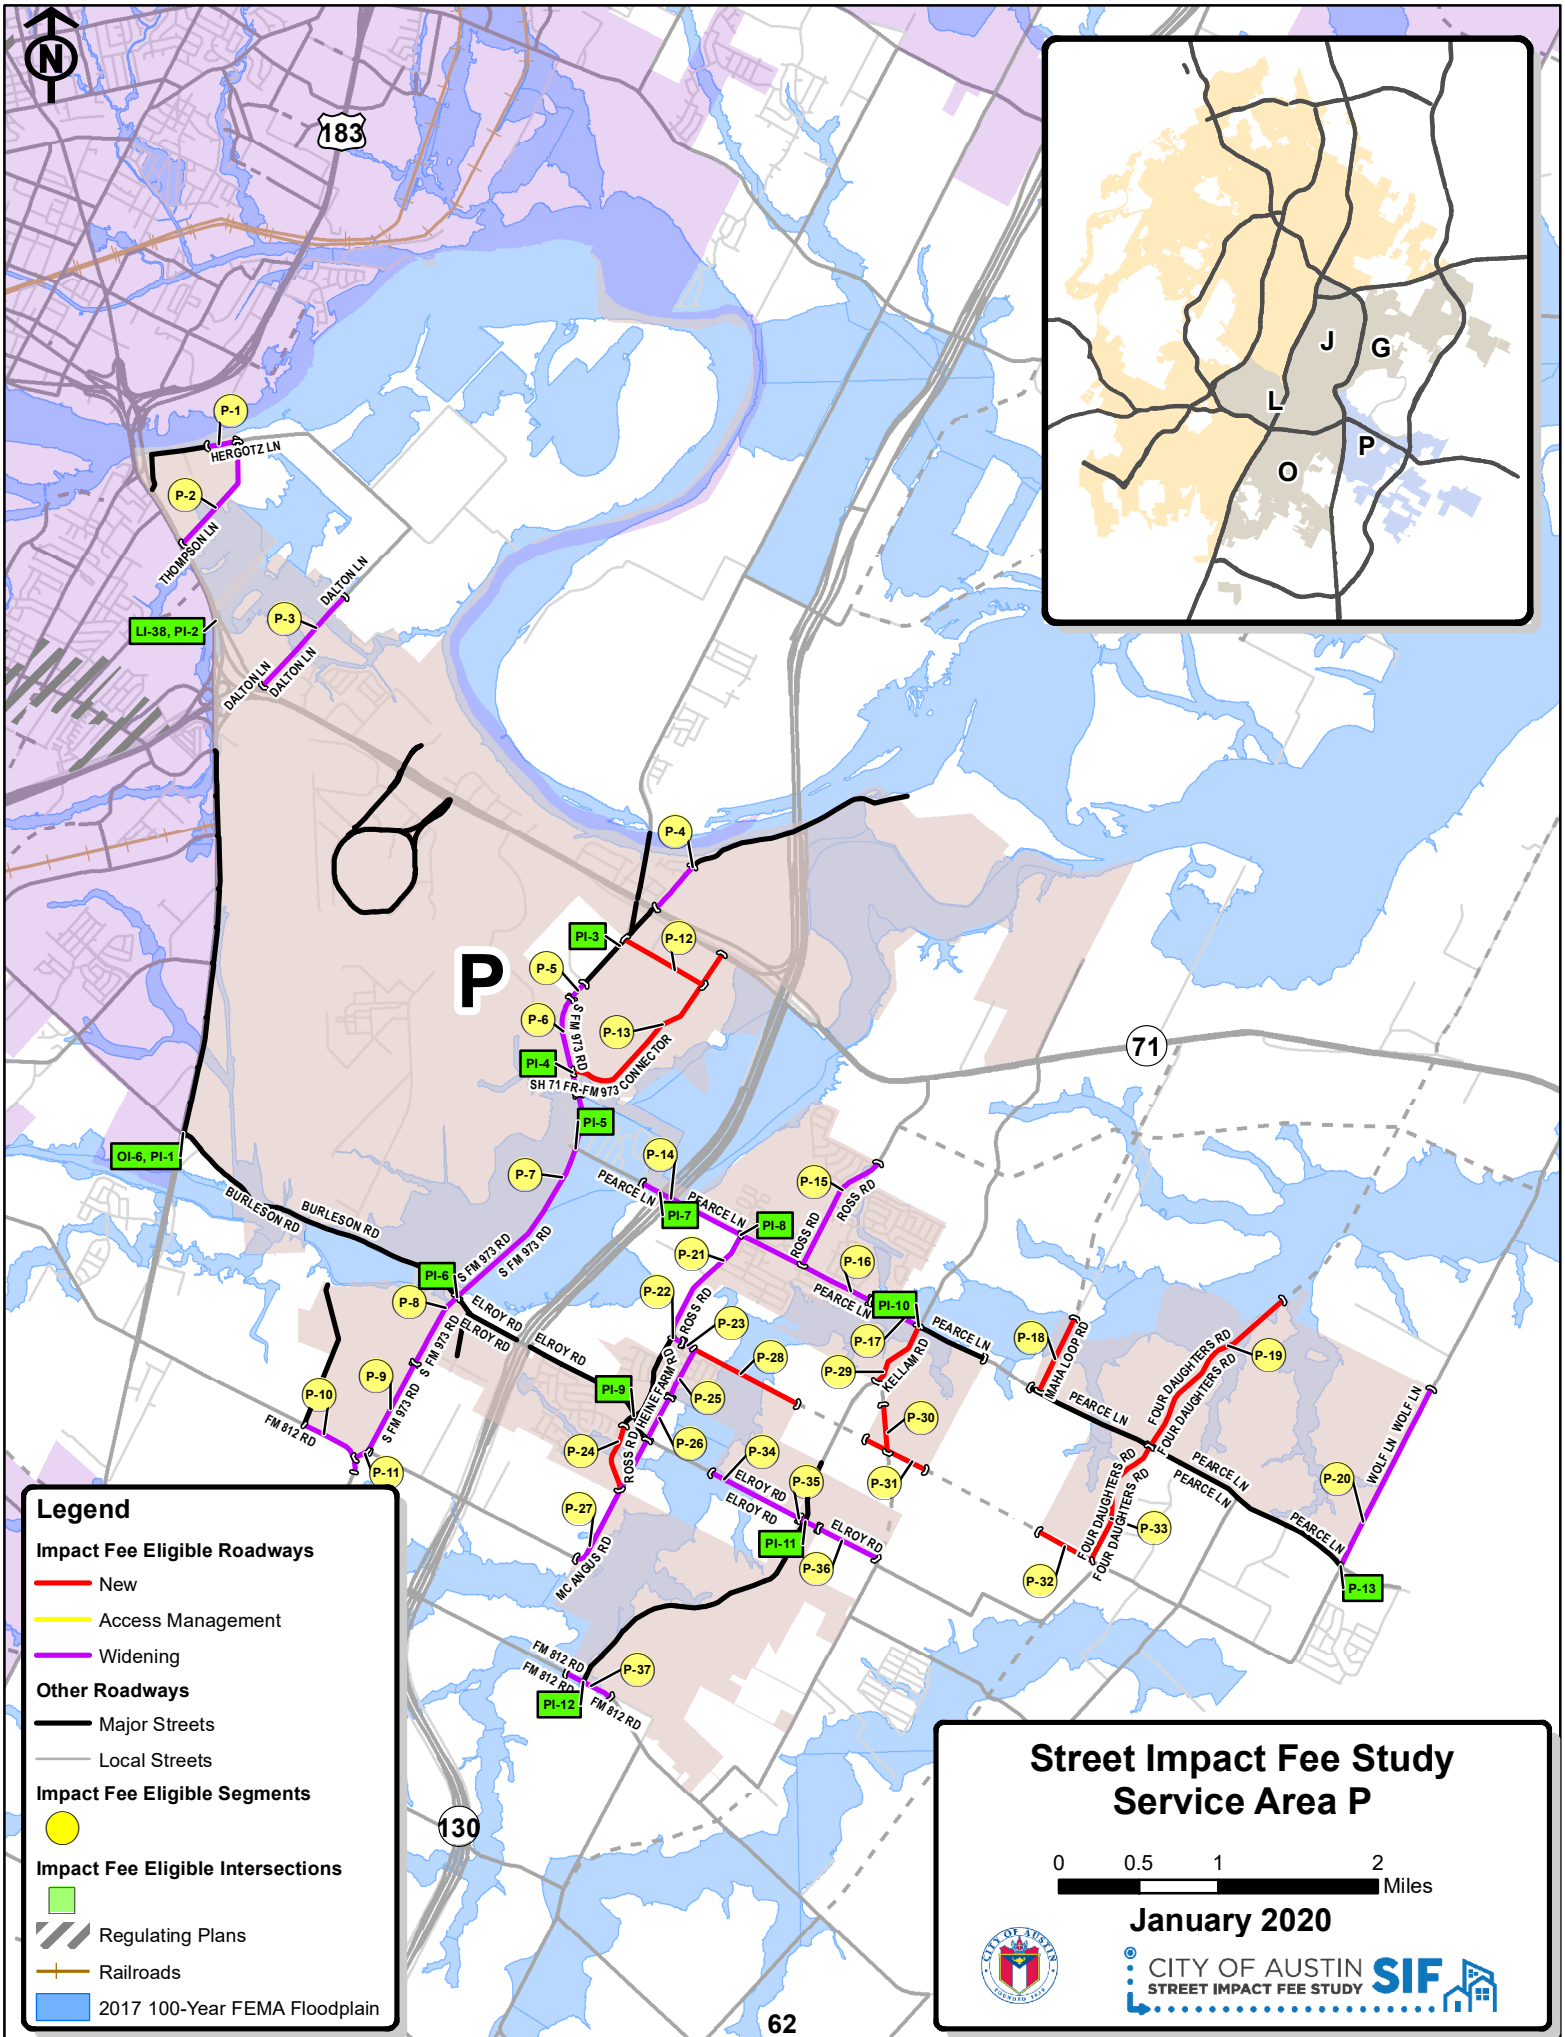 N
183
J
G
L
P
O
P-1
HERGOTZ LN
P-2
THOMPSON LN
DALTON LN
P-3
LI-38, PI-2
DALTON LN
DALTON LN
P-4
PI-3
P-12
P
P-5
P-6
S FM 973 RD
P-13
PI-4
SH 71 FR-FM 973 CONNECTOR
71
PI-5
OI-6, PI-1
P-14
P-7
PEARCE LN
P-15
ROSS RD
BURLESON RD
BURLESON RD
PI-7
PEARCE LN
PI-8
ROSS RD
S FM 973 RD
S FM 973 RD
P-21
P-16
PI-6
P-8
P-22
PEARCE LN
PI-10
ELROY RD
ELROY RD
ROSS RD
P-23
P-17
PEARCE LN
P-18
MAHA LOOP RD
FOUR DAUGHTERS RD
P-19
FOUR DAUGHTERS RD
S FM 973 RD
ELROY RD
P-28
P-29
KELLAM RD
P-9
PI-9
HEINE FARM RD
P-25
P-10
S FM 973 RD
PEARCE LN
WOLF LN
WOLF LN
P-30
FM 812 RD
P-24
ROSS RD
P-26
P-34
P-11
ELROY RD
ELROY RD
P-35
P-31
FOUR DAUGHTERS RD
FOUR DAUGHTERS RD
PEARCE LN
PEARCE LN
P-20
P-27
ELROY RD
P-33
PEARCE LN
PI-11
P-36
MC ANGUS RD
P-32
P-13
FM 812 RD
FM 812 RD
P-37
PI-12
FM 812 RD
130
Legend
Impact Fee Eligible Roadways
New
Access Management
Widening
Other Roadways
Major Streets
Local Streets
Impact Fee Eligible Segments
Impact Fee Eligible Intersections
Regulating Plans
Railroads
2017 100-Year FEMA Floodplain
Street Impact Fee Study
Service Area P
0 0.5 1 2
Miles
January 2020
CITY OF AUSTIN
FOUNDED 1839
CITY OF AUSTIN
STREET IMPACT FEE STUDY
SIF
62